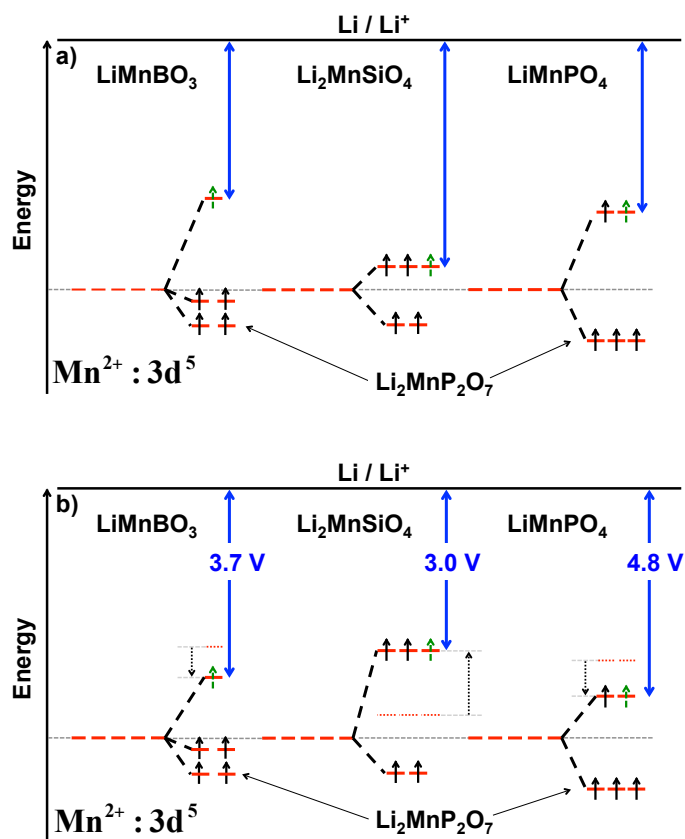 Li / Li⁺
a)
LiMnBO₃ Li₂MnSiO₄ LiMnPO₄
Energy
Mn²⁺ : 3d⁵
Li₂MnP₂O₇
Li / Li⁺
b)
LiMnBO₃ Li₂MnSiO₄ LiMnPO₄
3.7 V 3.0 V 4.8 V
Energy
Mn²⁺ : 3d⁵
Li₂MnP₂O₇